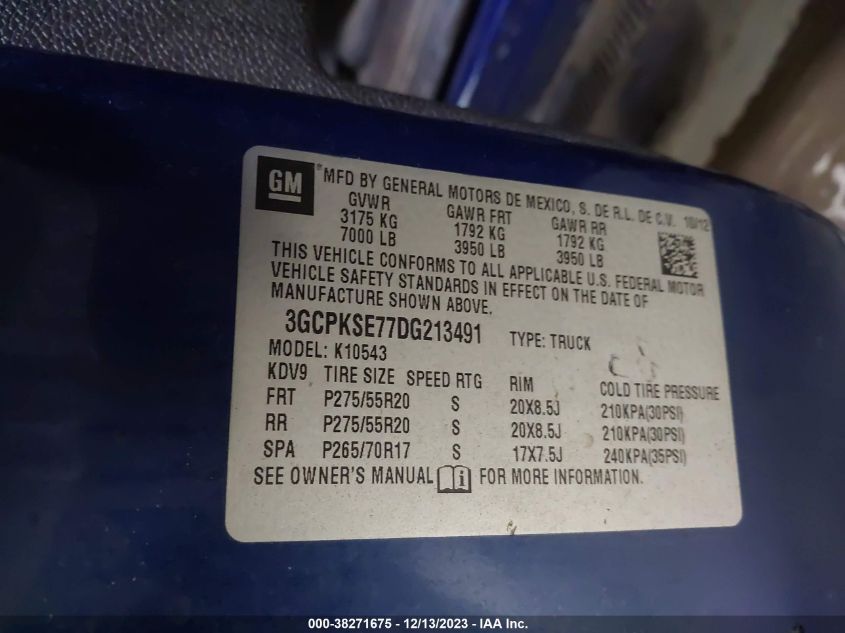 GM
*MFD BY GENERAL MOTORS DE MEXICO, S. DE R.L. DE C.V. 10/12
GVWR GAWR FRT GAWR RR
3175 KG 1792 KG 1792 KG
7000 LB 3950 LB 3950 LB
THIS VEHICLE CONFORMS TO ALL APPLICABLE U.S. FEDERAL MOTOR
VEHICLE SAFETY STANDARDS IN EFFECT ON THE DATE OF
MANUFACTURE SHOWN ABOVE.
3GCPKSE77DG213491 TYPE: TRUCK
MODEL: K10543
KDV9 TIRE SIZE SPEED RTG RIM COLD TIRE PRESSURE
FRT P275/55R20 S 20X8.5J 210KPA(30PSI)
RR P275/55R20 S 20X8.5J 210KPA(30PSI)
SPA P265/70R17 S 17X7.5J 240KPA(35PSI)
SEE OWNER'S MANUAL FOR MORE INFORMATION.
000-38271675 - 12/13/2023 - IAA Inc.